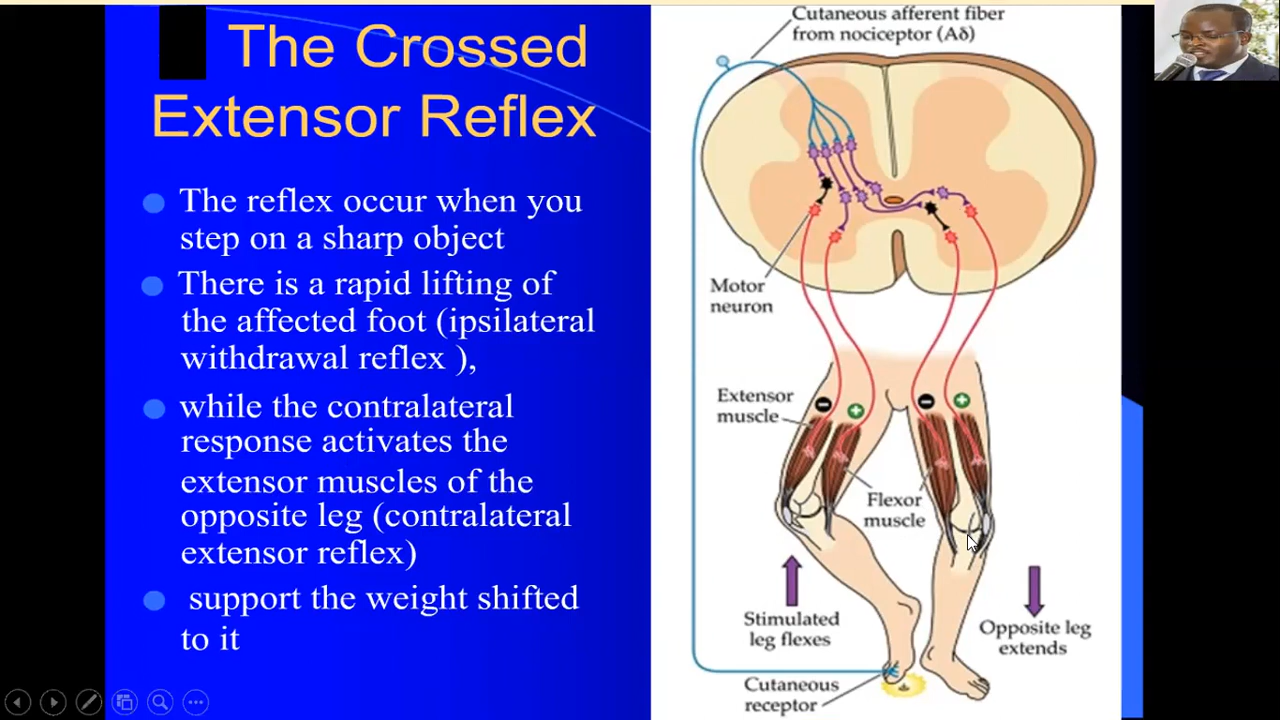 The Crossed
Extensor Reflex
The reflex occur when you
step on a sharp object
There is a rapid lifting of
the affected foot (ipsilateral
withdrawal reflex ),
while the contralateral
response activates the
extensor muscles of the
opposite leg (contralateral
extensor reflex)
support the weight shifted
to it
Cutaneous afferent fiber
from nociceptor (Aδ)
Motor
neuron
Extensor
muscle
Flexor
muscle
Stimulated
leg flexes
Opposite leg
extends
Cutaneous
receptor